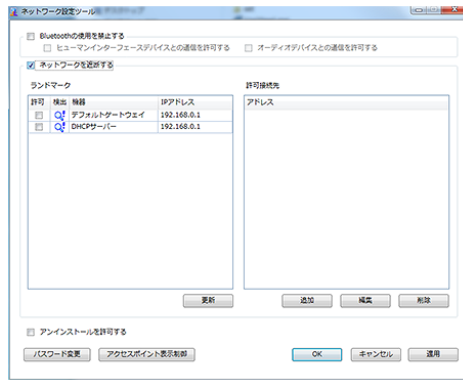 ネットワーク設定ツール
Bluetoothの使用を禁止する
ヒューマンインターフェースデバイスとの通信を許可する オーディオデバイスとの通信を許可する
ネットワークを遮断する
ランドマーク 許可接続先
許可 検出 機器 IPアドレス アドレス
デフォルトゲートウェイ 192.168.0.1
DHCPサーバー 192.168.0.1
更新 追加 編集 削除
アンインストールを許可する
パスワード変更 アクセスポイント表示制御 OK キャンセル 適用